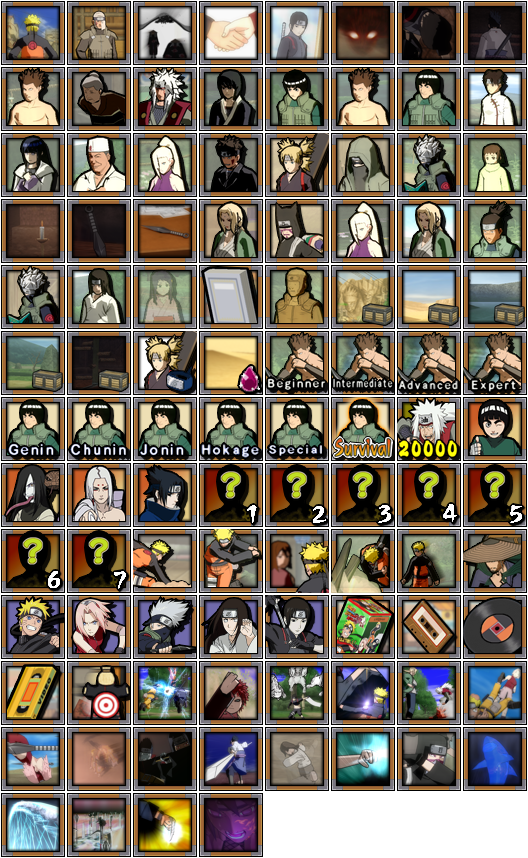 Beginner Intermediate Advanced Expert
Genin Chunin Jonin Hokage Special Survival 20000
? 1 ? 2 ? 3 ? 4 ? 5
? 6 ? 7